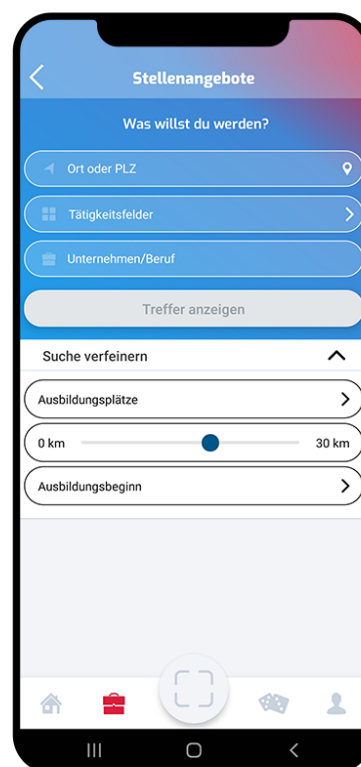 Stellenangebote
Was willst du werden?
Ort oder PLZ
Tätigkeitsfelder
Unternehmen/Beruf
Treffer anzeigen
Suche verfeinern
Ausbildungsplätze
0 km 30 km
Ausbildungsbeginn